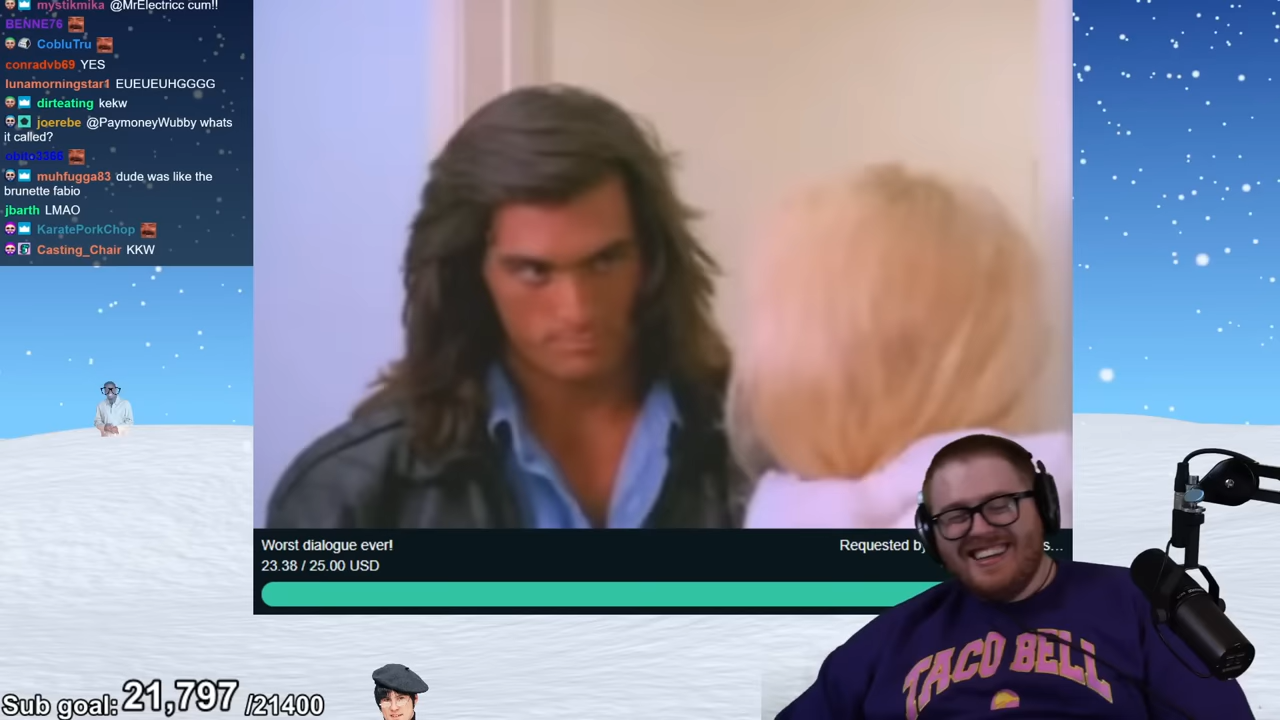 mystikmika @MrElectricc cum!!
BENNE76
CobluTru
conradvb69 YES
lunamorningstar1 EUEUEUHGGGG
dirteating kekw
joerebe @PaymoneyWubby whats
it called?
obito3366
muhfugga83 dude was like the
brunette fabio
jbarth LMAO
KaratePorkChop
Casting_Chair KKW
Worst dialogue ever!
Requested by s...
23.38 / 25.00 USD
TACO BELL
Sub goal: 21,797 /21400